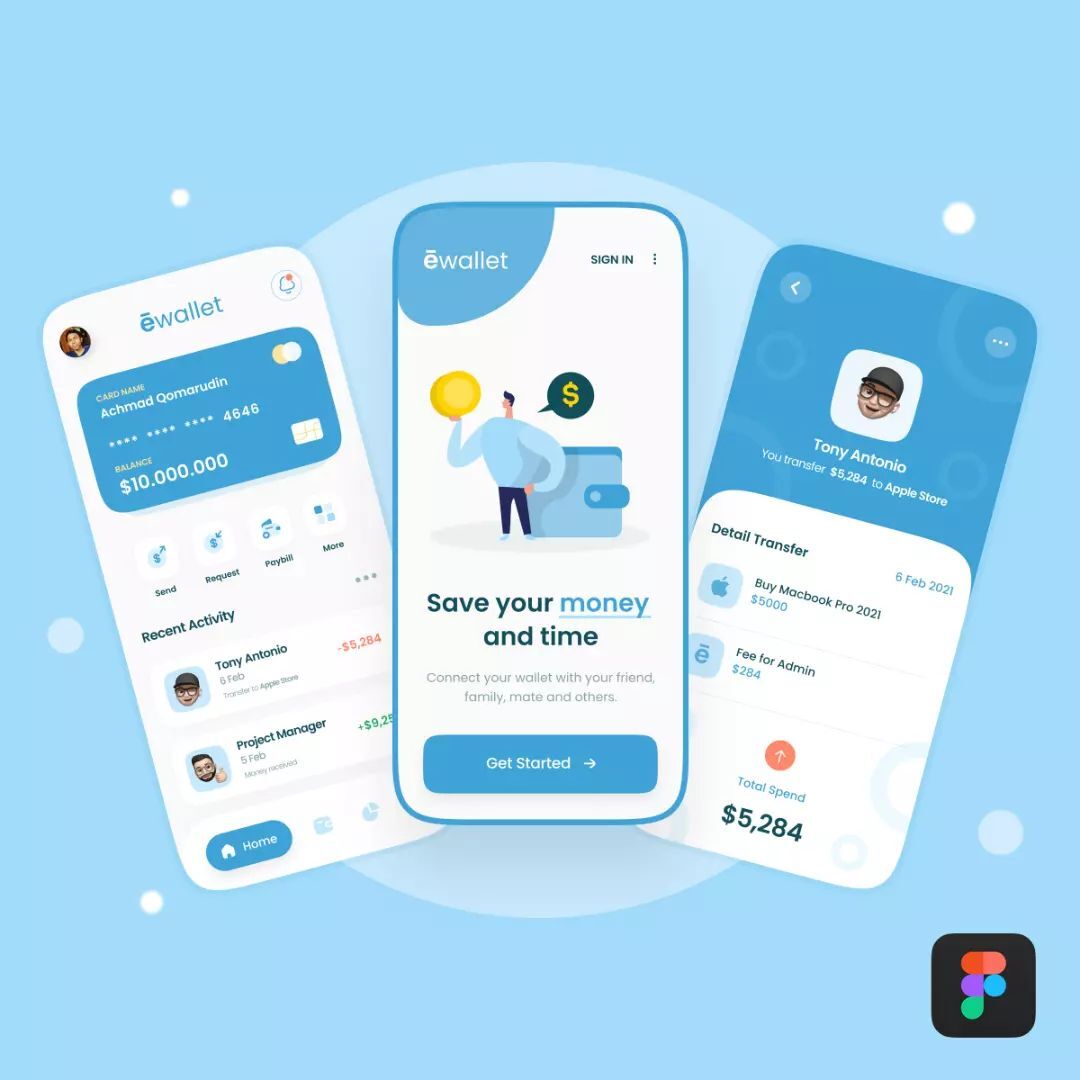 ēwallet
CARD NAME
Achmad Qomarudin
**** **** **** 4646
BALANCE
$10.000.000
Send
Request
Paybill
More
Recent Activity
Tony Antonio
-$5,284
6 Feb
Transfer to Apple Store
Project Manager
+$9,25
5 Feb
Money received
Home
ēwallet
SIGN IN
$
Save your money
and time
Connect your wallet with your friend,
family, mate and others.
Get Started →
Tony Antonio
You transfer $5,284 to Apple Store
Detail Transfer
6 Feb 2021
Buy Macbook Pro 2021
$5000
ē
Fee for Admin
$284
Total Spend
$5,284